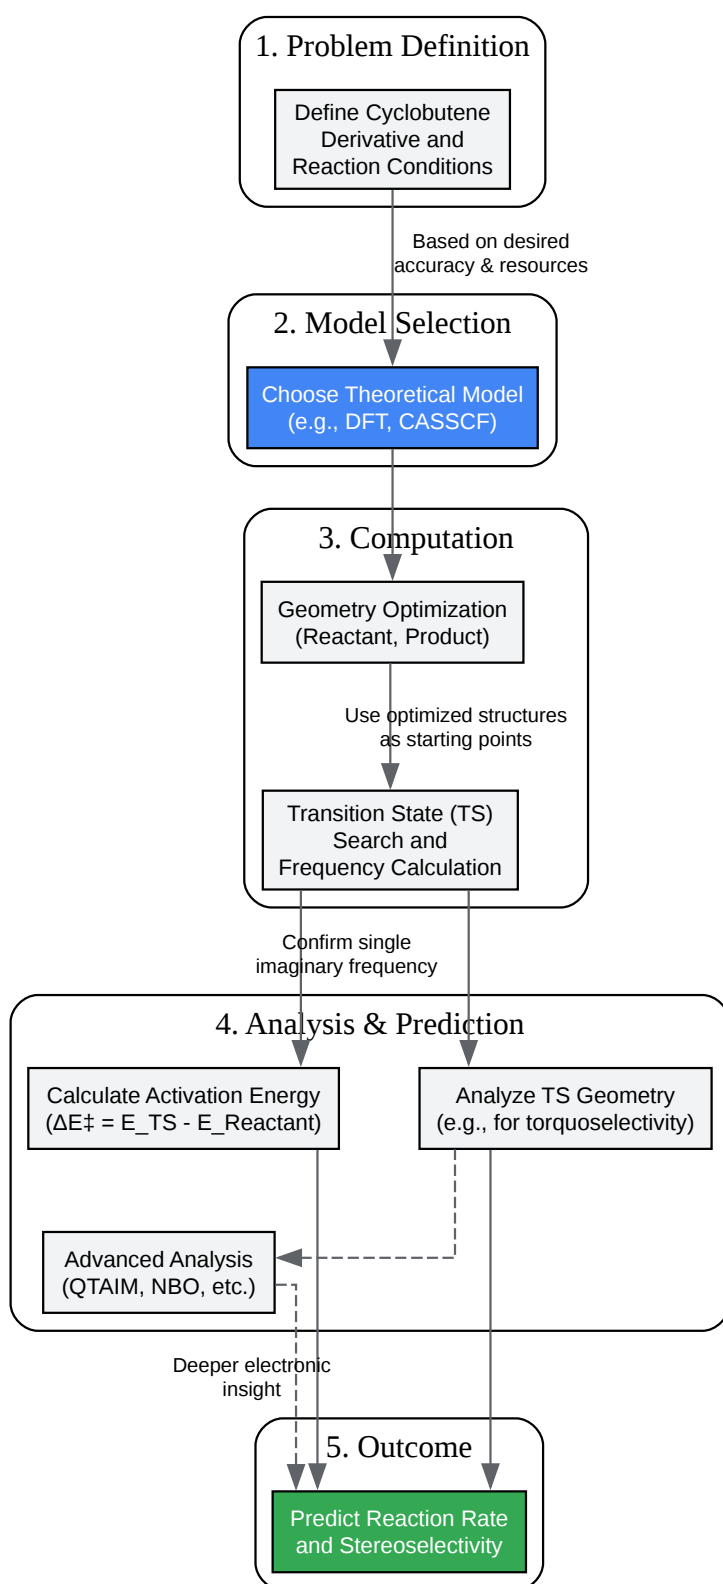 1. Problem Definition
Define Cyclobutene
Derivative and
Reaction Conditions
Based on desired
accuracy & resources
2. Model Selection
Choose Theoretical Model
(e.g., DFT, CASSCF)
3. Computation
Geometry Optimization
(Reactant, Product)
Use optimized structures
as starting points
Transition State (TS)
Search and
Frequency Calculation
Confirm single
imaginary frequency
4. Analysis & Prediction
Calculate Activation Energy
(ΔE‡ = E_TS - E_Reactant)
Analyze TS Geometry
(e.g., for torquoselectivity)
Advanced Analysis
(QTAIM, NBO, etc.)
Deeper electronic
insight
5. Outcome
Predict Reaction Rate
and Stereoselectivity